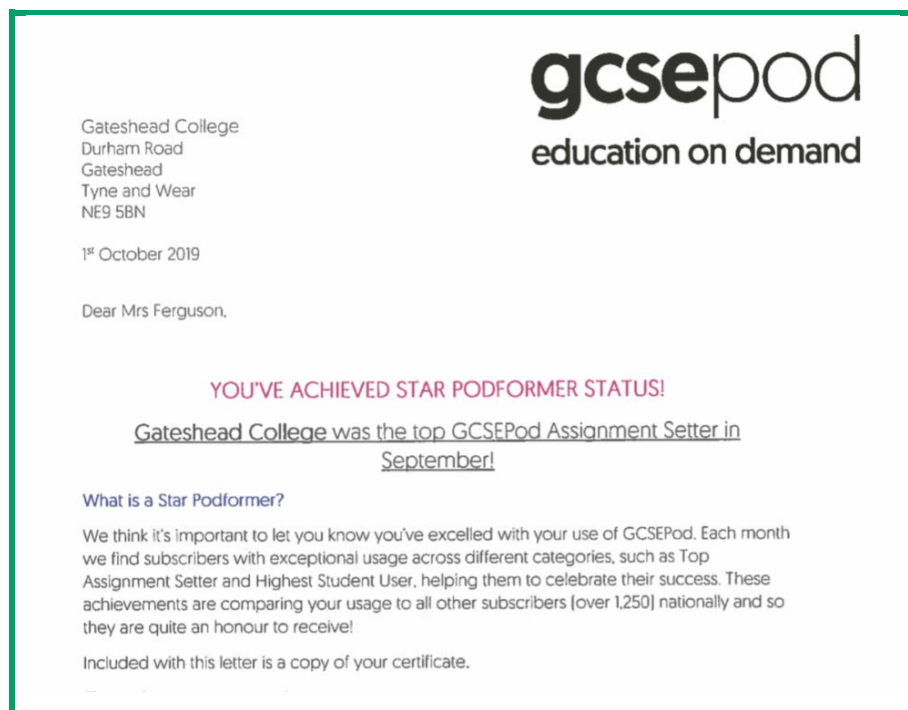 gcsepod
education on demand
Gateshead College
Durham Road
Gateshead
Tyne and Wear
NE9 5BN
1st October 2019
Dear Mrs Ferguson,
YOU'VE ACHIEVED STAR PODFORMER STATUS!
Gateshead College was the top GCSEPod Assignment Setter in
September!
What is a Star Podformer?
We think it's important to let you know you've excelled with your use of GCSEPod. Each month
we find subscribers with exceptional usage across different categories, such as Top
Assignment Setter and Highest Student User, helping them to celebrate their success. These
achievements are comparing your usage to all other subscribers (over 1,250) nationally and so
they are quite an honour to receive!
Included with this letter is a copy of your certificate.